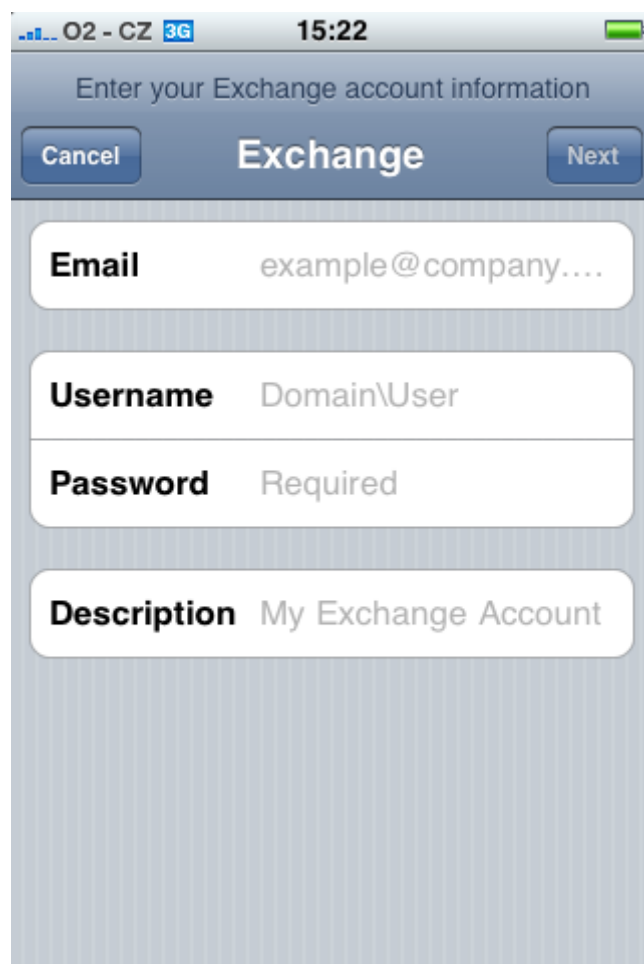 O2 - CZ 3G 15:22
Enter your Exchange account information
Cancel Exchange Next
Email example@company....
Username Domain\User
Password Required
Description My Exchange Account